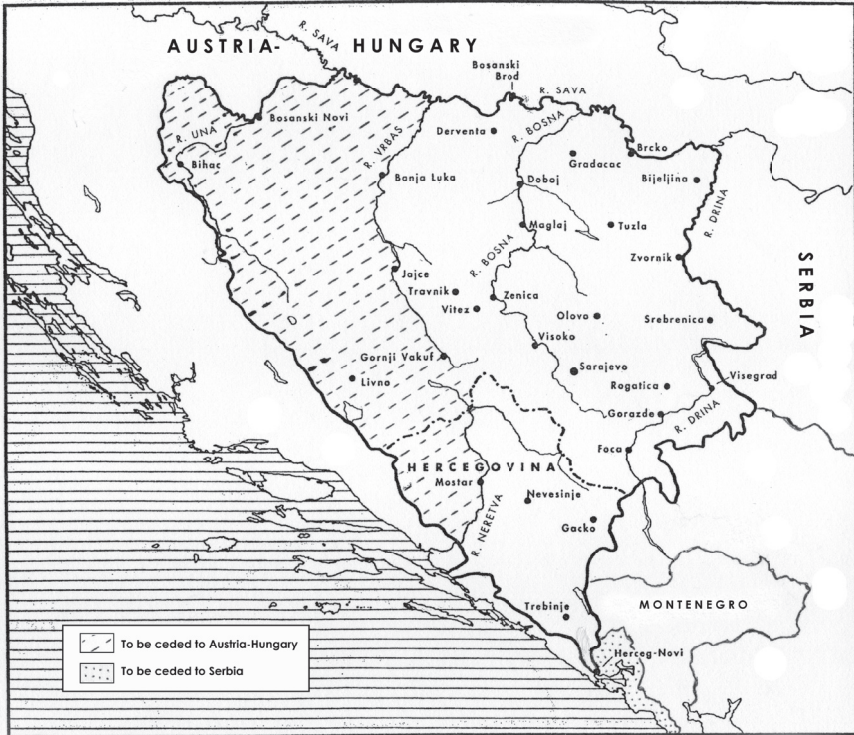 R. SAVA
AUSTRIA- HUNGARY
Bosanski
Brod
R. SAVA
Bosanski Novi
R. UNA
Bihac
R. VRBAS
Derventa
R. BOSNA
Gradacac
Brcko
Banja Luka
Doboj
Bijeljina
R. DRINA
Maglaj
Tuzla
R. BOSNA
Zvornik
SERBIA
Jajce
Travnik
Zenica
Vitez
Olovo
Srebrenica
Visoko
Gornji Vakuf
Sarajevo
Livno
Rogatica
Visegrad
Gorazde
R. DRINA
Foca
HERCEGOVINA
Mostar
Nevesinje
R. NERETVA
Gacko
Trebinje
MONTENEGRO
Herceg-Novi
To be ceded to Austria-Hungary
To be ceded to Serbia